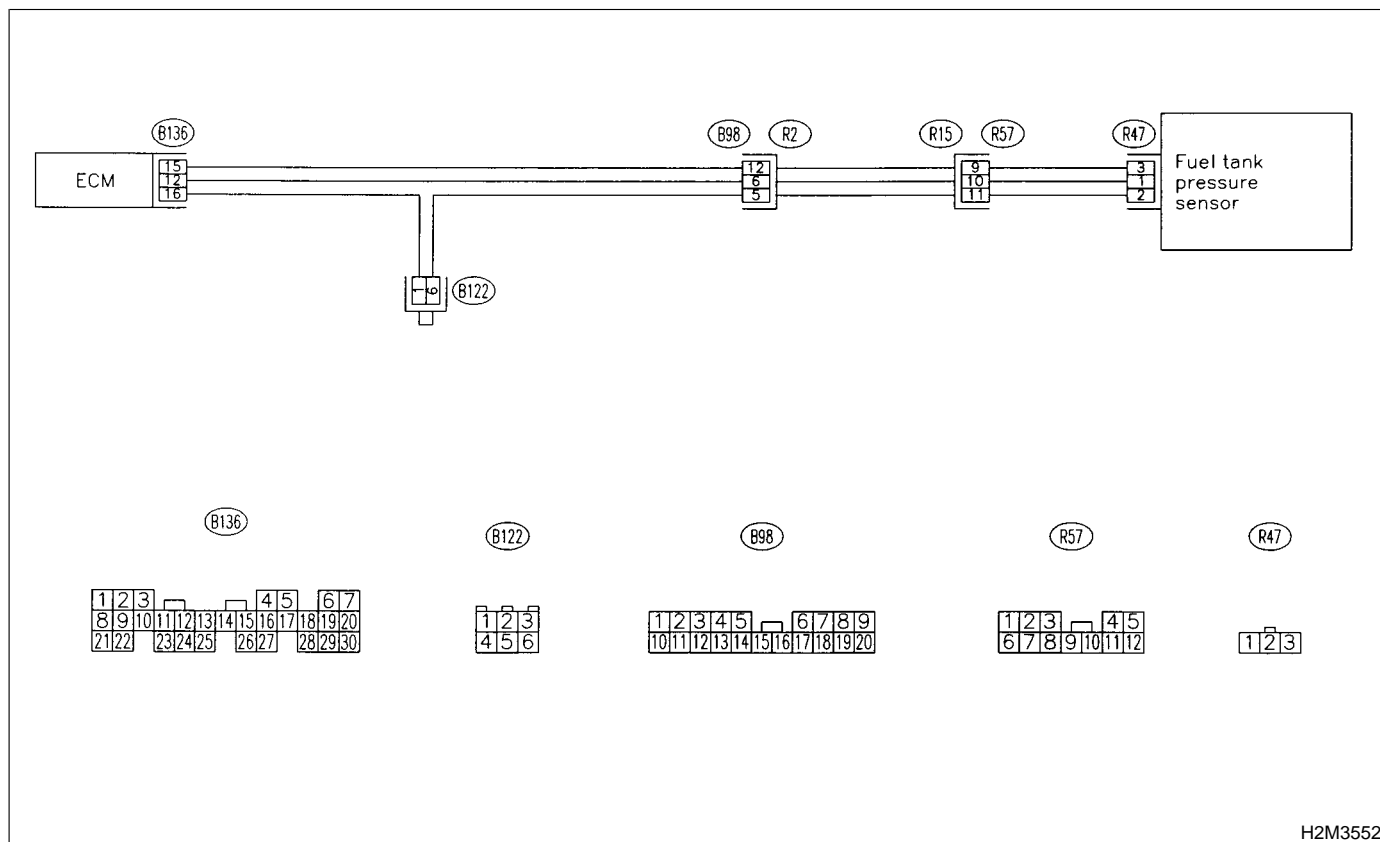 B136
B98
R2
R15
R57
R47
ECM
15
12
16
12
6
5
9
10
11
3
1
2
Fuel tank
pressure
sensor
1
6
B122
B136
B122
B98
R57
R47
1 2 3 4 5 6 7
8 9 10 11 12 13 14 15 16 17 18 19 20
21 22 23 24 25 26 27 28 29 30
1 2 3
4 5 6
1 2 3 4 5 6 7 8 9
10 11 12 13 14 15 16 17 18 19 20
1 2 3 4 5
6 7 8 9 10 11 12
1 2 3
H2M3552